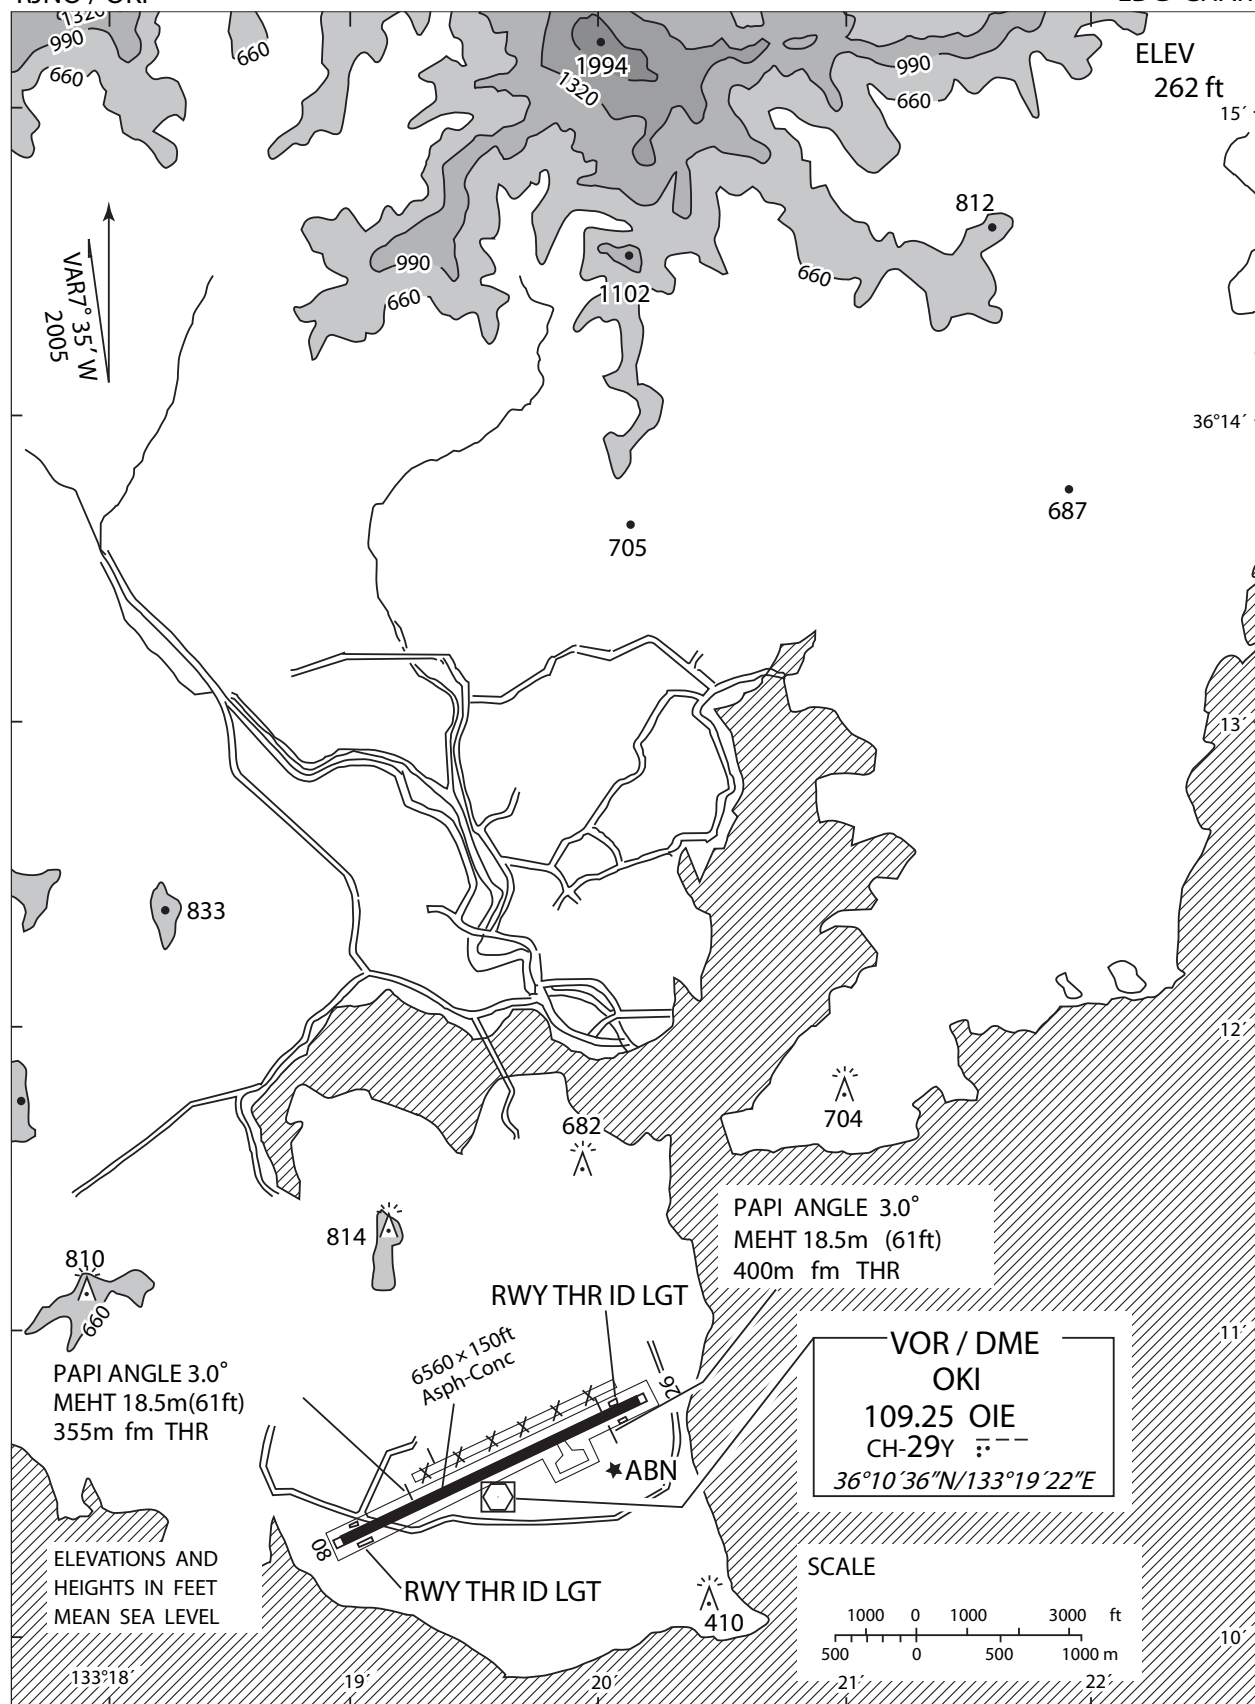 RJNO / OKI
1320
990
660
660
1994
1320
990
660
ELEV
262 ft
15´
812
990
660
1102
660
VAR7° 35´ W
2005
36°14´
687
705
13´
833
12´
704
682
814
810
660
PAPI ANGLE 3.0°
MEHT 18.5m (61ft)
400m fm THR
RWY THR ID LGT
11´
6560 × 150ft
Asph-Conc
PAPI ANGLE 3.0°
MEHT 18.5m(61ft)
355m fm THR
26
VOR / DME
OKI
109.25 OIE
CH-29Y
36°10´36”N/133°19´22”E
ABN
08
ELEVATIONS AND
HEIGHTS IN FEET
MEAN SEA LEVEL
RWY THR ID LGT
410
SCALE
1000 0 1000 3000 ft
500 0 500 1000 m
10´
133°18´ 19´ 20´ 21´ 22´